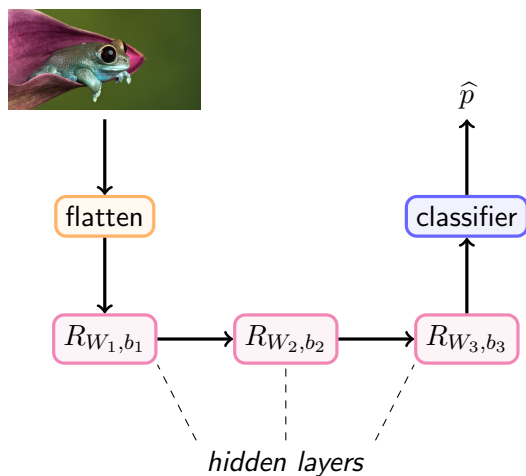 p̂
flatten
classifier
R_{W_1,b_1}
R_{W_2,b_2}
R_{W_3,b_3}
hidden layers